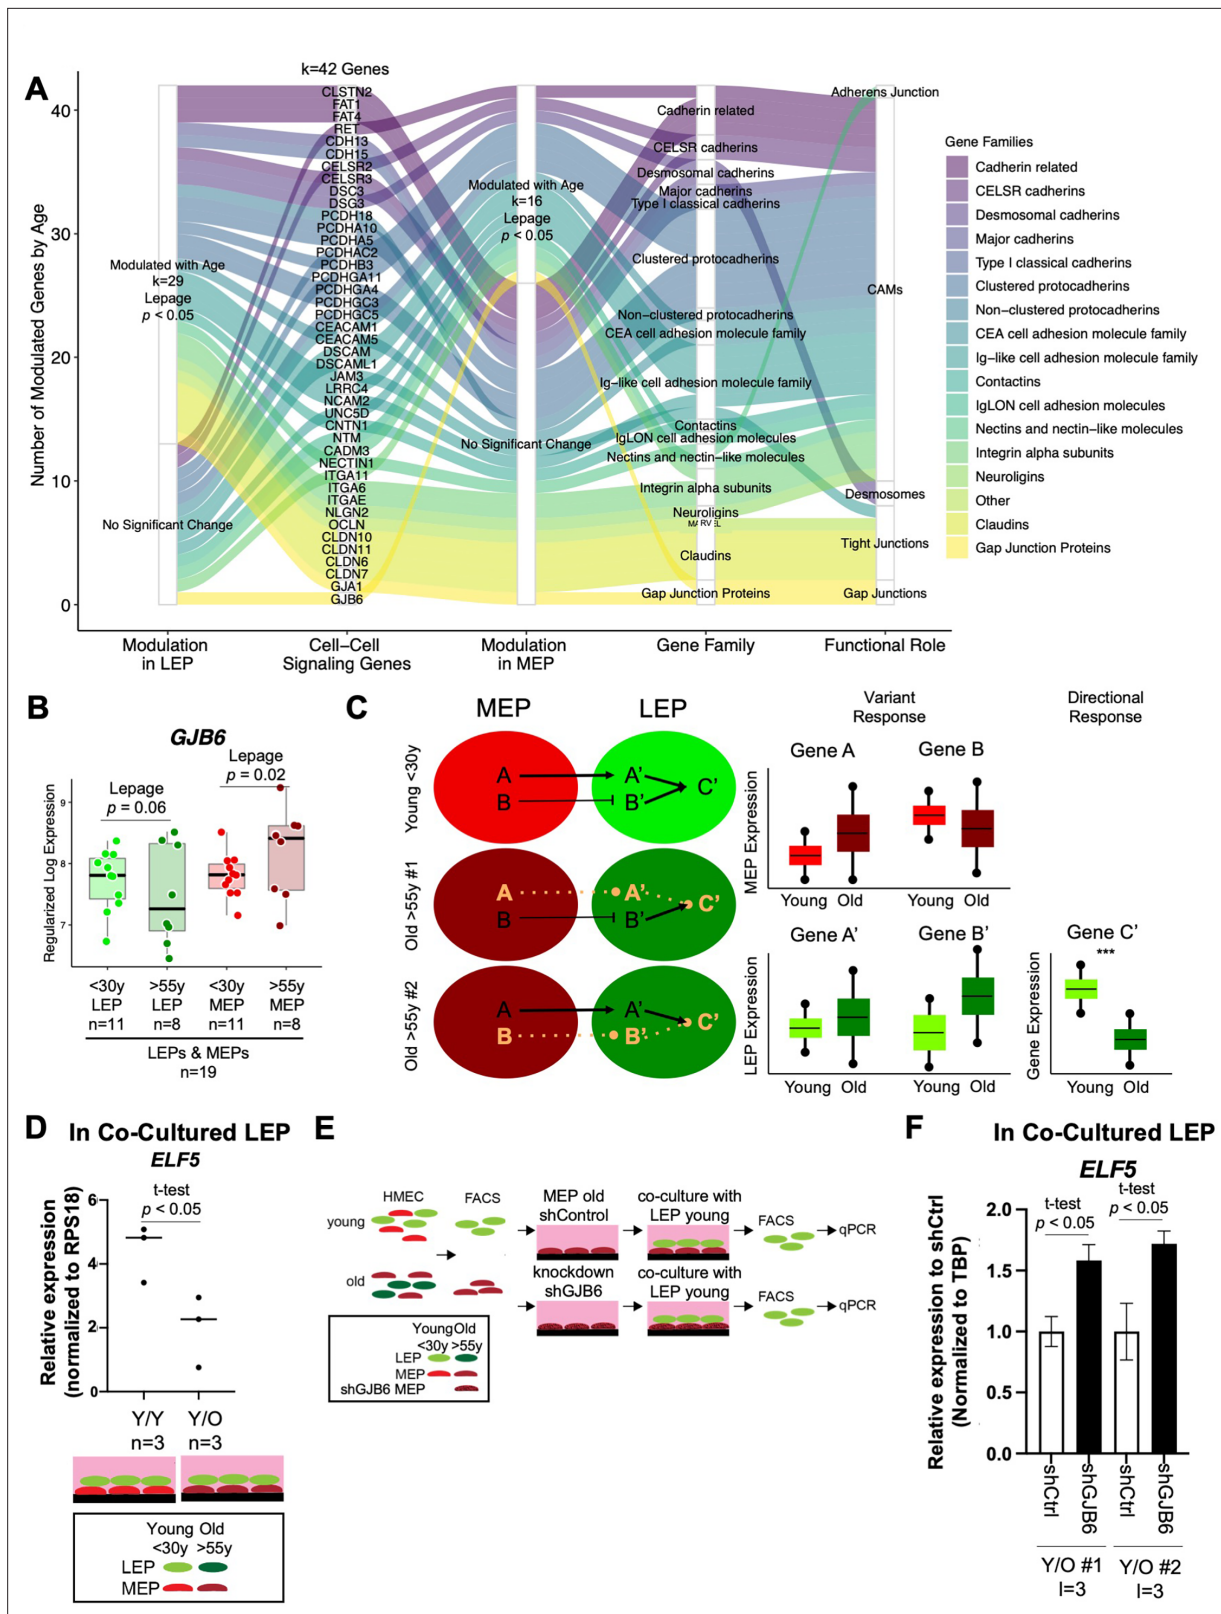 A
k=42 Genes
Number of Modulated Genes by Age
40
30
20
10
0
Modulated with Age
k=29
Lepage
p < 0.05
No Significant Change
CLSTN2
FAT1
FAT4
RET
CDH13
CDH15
CELSR2
CELSR3
DSC3
DSG3
PCDH18
PCDHA10
PCDHA5
PCDHAC2
PCDHB3
PCDHGA11
PCDHGA4
PCDHGC3
PCDHGC5
CEACAM1
CEACAM5
DSCAM
DSCAML1
JAM3
LRRC4
NCAM2
UNC5D
CNTN1
NTM
CADM3
NECTIN1
ITGA11
ITGA6
ITGAE
NLGN2
OCLN
CLDN10
CLDN11
CLDN6
CLDN7
GJA1
GJB6
Modulated with Age
k=16
Lepage
p < 0.05
No Significant Change
Cadherin related
CELSR cadherins
Desmosomal cadherins
Major cadherins
Type I classical cadherins
Clustered protocadherins
Non-clustered protocadherins
CEA cell adhesion molecule family
Ig-like cell adhesion molecule family
Contactins
IgLON cell adhesion molecules
Nectins and nectin-like molecules
Integrin alpha subunits
Neuroligins
MARVEL
Claudins
Gap Junction Proteins
Adherens Junction
CAMs
Desmosomes
Tight Junctions
Gap Junctions
Modulation
in LEP
Cell-Cell
Signaling Genes
Modulation
in MEP
Gene Family
Functional Role
Gene Families
Cadherin related
CELSR cadherins
Desmosomal cadherins
Major cadherins
Type I classical cadherins
Clustered protocadherins
Non-clustered protocadherins
CEA cell adhesion molecule family
Ig-like cell adhesion molecule family
Contactins
IgLON cell adhesion molecules
Nectins and nectin-like molecules
Integrin alpha subunits
Neuroligins
Other
Claudins
Gap Junction Proteins
B
GJB6
Lepage
p = 0.06
Lepage
p = 0.02
Regularized Log Expression
9
8
7
<30y LEP n=11
>55y LEP n=8
<30y MEP n=11
>55y MEP n=8
LEPs & MEPs
n=19
C
MEP LEP
Young <30y
A A' C'
B B'
Old >55y #1
A A' C'
B B'
Old >55y #2
A A' C'
B B'
Variant
Response
Directional
Response
Gene A
Gene B
MEP Expression
Young Old
Young Old
Gene A'
Gene B'
LEP Expression
Young Old
Young Old
Gene C'
***
Gene Expression
Young Old
D
In Co-Cultured LEP
ELF5
t-test
p < 0.05
Relative expression
(normalized to RPS18)
6
4
2
0
Y/Y
n=3
Y/O
n=3
Young Old
<30y >55y
LEP
MEP
E
HMEC
FACS
young
old
MEP old
shControl
co-culture with
LEP young
FACS
qPCR
knockdown
shGJB6
co-culture with
LEP young
FACS
qPCR
Young Old
<30y >55y
LEP
MEP
shGJB6 MEP
F
In Co-Cultured LEP
ELF5
t-test
p < 0.05
t-test
p < 0.05
Relative expression to shCtrl
(Normalized to TBP)
2.0
1.5
1.0
0.5
0.0
shCtrl
shGJB6
shCtrl
shGJB6
Y/O #1
l=3
Y/O #2
l=3